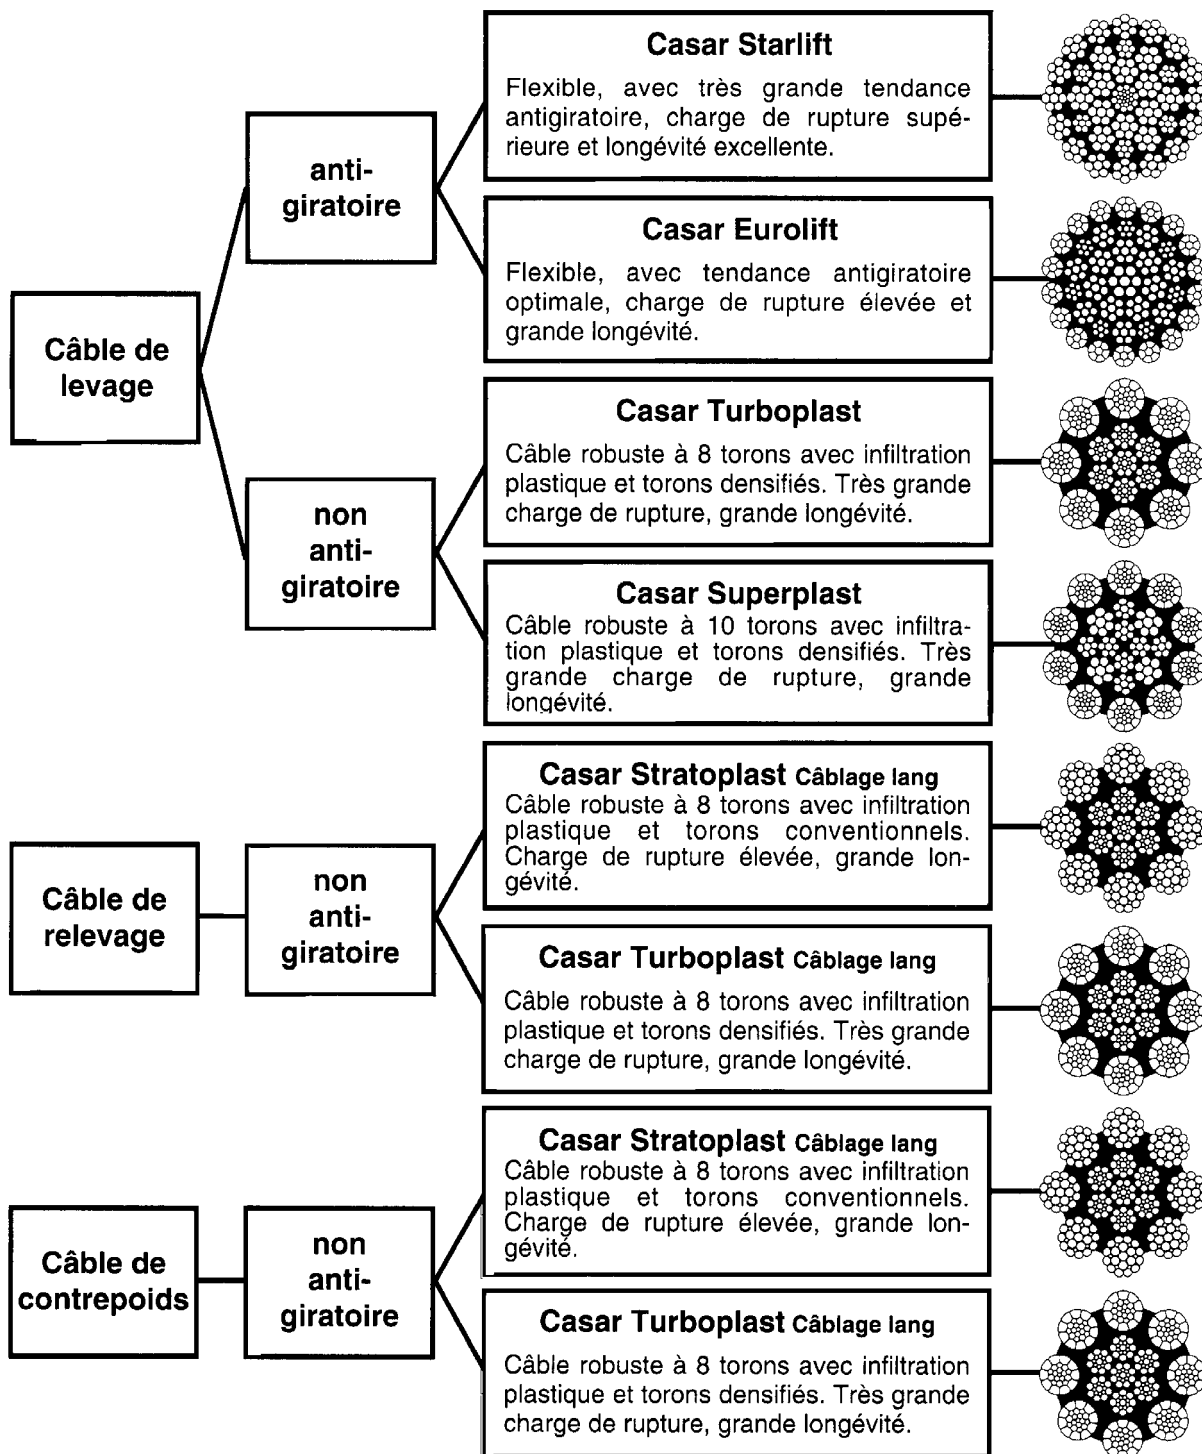 Casar Starlift
Flexible, avec très grande tendance
antigiratoire, charge de rupture supé-
rieure et longévité excellente.
anti-
giratoire
Casar Eurolift
Flexible, avec tendance antigiratoire
optimale, charge de rupture élevée et
grande longévité.
Câble de
levage
Casar Turboplast
Câble robuste à 8 torons avec infiltration
plastique et torons densifiés. Très grande
charge de rupture, grande longévité.
non
anti-
giratoire
Casar Superplast
Câble robuste à 10 torons avec infiltra-
tion plastique et torons densifiés. Très
grande charge de rupture, grande
longévité.
Casar Stratoplast Câblage lang
Câble robuste à 8 torons avec infiltration
plastique et torons conventionnels.
Charge de rupture élevée, grande lon-
gévité.
Câble de
relevage
non
anti-
giratoire
Casar Turboplast Câblage lang
Câble robuste à 8 torons avec infiltration
plastique et torons densifiés. Très grande
charge de rupture, grande longévité.
Casar Stratoplast Câblage lang
Câble robuste à 8 torons avec infiltration
plastique et torons conventionnels.
Charge de rupture élevée, grande lon-
gévité.
Câble de
contrepoids
non
anti-
giratoire
Casar Turboplast Câblage lang
Câble robuste à 8 torons avec infiltration
plastique et torons densifiés. Très grande
charge de rupture, grande longévité.